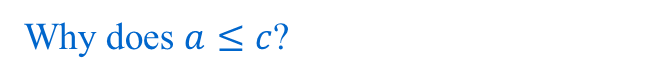 Why does a ≤ c?